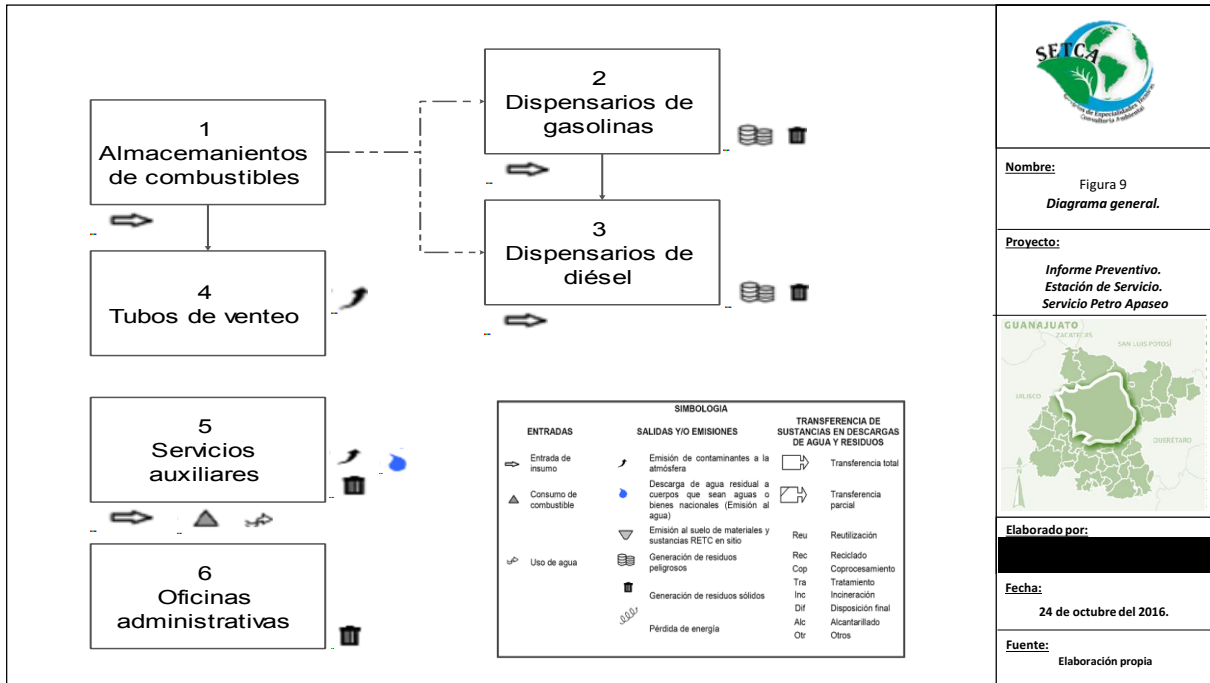 1
Almacemanientos
de combustibles
2
Dispensarios de
gasolinas
3
Dispensarios de
diésel
4
Tubos de venteo
5
Servicios
auxiliares
6
Oficinas
administrativas
SIMBOLOGIA
ENTRADAS
SALIDAS Y/O EMISIONES
TRANSFERENCIA DE
SUSTANCIAS EN DESCARGAS
DE AGUA Y RESIDUOS
Entrada de
insumo
Consumo de
combustible
Uso de agua
Emisión de contaminantes a la
atmósfera
Descarga de agua residual a
cuerpos que sean aguas o
bienes nacionales (Emisión al
agua)
Emisión al suelo de materiales y
sustancias RETC en sitio
Generación de residuos
peligrosos
Generación de residuos sólidos
Pérdida de energía
Transferencia total
Transferencia
parcial
Reu Reutilización
Rec Reciclado
Cop Coprocesamiento
Tra Tratamiento
Inc Incineración
Dif Disposición final
Alc Alcantarillado
Otr Otros
SETCA
Servicios de Especialidades Técnicas
Consultoría Ambiental
Nombre:
Figura 9
Diagrama general.
Proyecto:
Informe Preventivo.
Estación de Servicio.
Servicio Petro Apaseo
GUANAJUATO
ZACATECAS
SAN LUIS POTOSÍ
JALISCO
QUERÉTARO
N
Elaborado por:
Fecha:
24 de octubre del 2016.
Fuente:
Elaboración propia